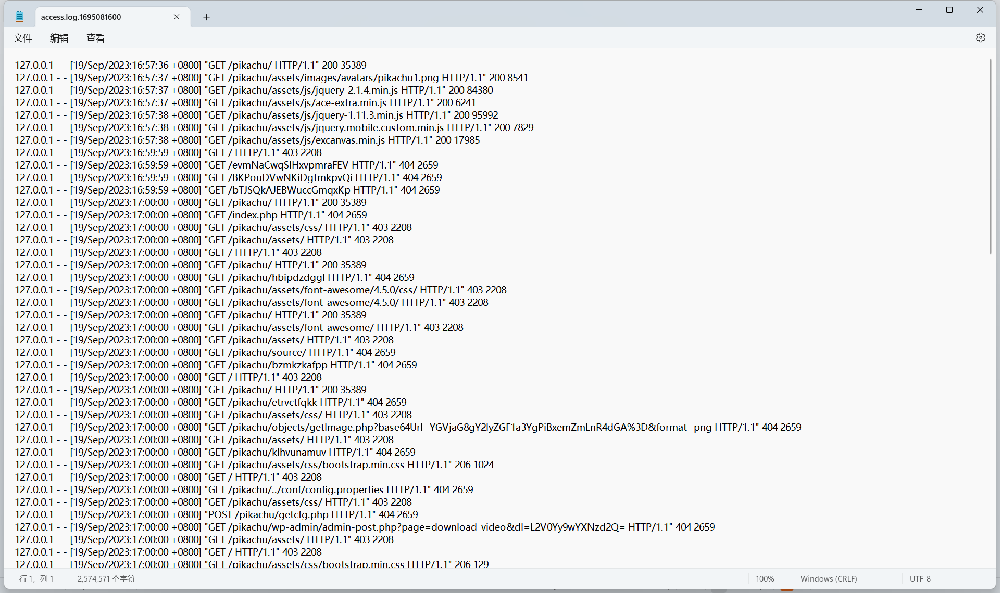 access.log.1695081600
文件 编辑 查看
127.0.0.1 - - [19/Sep/2023:16:57:36 +0800] "GET /pikachu/ HTTP/1.1" 200 35389
127.0.0.1 - - [19/Sep/2023:16:57:37 +0800] "GET /pikachu/assets/images/avatars/pikachu1.png HTTP/1.1" 200 8541
127.0.0.1 - - [19/Sep/2023:16:57:37 +0800] "GET /pikachu/assets/js/jquery-2.1.4.min.js HTTP/1.1" 200 84380
127.0.0.1 - - [19/Sep/2023:16:57:37 +0800] "GET /pikachu/assets/js/ace-extra.min.js HTTP/1.1" 200 6241
127.0.0.1 - - [19/Sep/2023:16:57:38 +0800] "GET /pikachu/assets/js/jquery-1.11.3.min.js HTTP/1.1" 200 95992
127.0.0.1 - - [19/Sep/2023:16:57:38 +0800] "GET /pikachu/assets/js/jquery.mobile.custom.min.js HTTP/1.1" 200 7829
127.0.0.1 - - [19/Sep/2023:16:57:38 +0800] "GET /pikachu/assets/js/excanvas.min.js HTTP/1.1" 200 17985
127.0.0.1 - - [19/Sep/2023:16:59:59 +0800] "GET / HTTP/1.1" 403 2208
127.0.0.1 - - [19/Sep/2023:16:59:59 +0800] "GET /evmNaCwqSlHxvpmraFEV HTTP/1.1" 404 2659
127.0.0.1 - - [19/Sep/2023:16:59:59 +0800] "GET /BKPouDVwNKiDgtmkpvQi HTTP/1.1" 404 2659
127.0.0.1 - - [19/Sep/2023:16:59:59 +0800] "GET /bTJSQkAJEBWuccGmqxKp HTTP/1.1" 404 2659
127.0.0.1 - - [19/Sep/2023:17:00:00 +0800] "GET /pikachu/ HTTP/1.1" 200 35389
127.0.0.1 - - [19/Sep/2023:17:00:00 +0800] "GET /index.php HTTP/1.1" 404 2659
127.0.0.1 - - [19/Sep/2023:17:00:00 +0800] "GET /pikachu/assets/css/ HTTP/1.1" 403 2208
127.0.0.1 - - [19/Sep/2023:17:00:00 +0800] "GET /pikachu/assets/ HTTP/1.1" 403 2208
127.0.0.1 - - [19/Sep/2023:17:00:00 +0800] "GET / HTTP/1.1" 403 2208
127.0.0.1 - - [19/Sep/2023:17:00:00 +0800] "GET /pikachu/ HTTP/1.1" 200 35389
127.0.0.1 - - [19/Sep/2023:17:00:00 +0800] "GET /pikachu/hbipdzdggl HTTP/1.1" 404 2659
127.0.0.1 - - [19/Sep/2023:17:00:00 +0800] "GET /pikachu/assets/font-awesome/4.5.0/css/ HTTP/1.1" 403 2208
127.0.0.1 - - [19/Sep/2023:17:00:00 +0800] "GET /pikachu/assets/font-awesome/4.5.0/ HTTP/1.1" 403 2208
127.0.0.1 - - [19/Sep/2023:17:00:00 +0800] "GET /pikachu/ HTTP/1.1" 200 35389
127.0.0.1 - - [19/Sep/2023:17:00:00 +0800] "GET /pikachu/assets/font-awesome/ HTTP/1.1" 403 2208
127.0.0.1 - - [19/Sep/2023:17:00:00 +0800] "GET /pikachu/assets/ HTTP/1.1" 403 2208
127.0.0.1 - - [19/Sep/2023:17:00:00 +0800] "GET /pikachu/source/ HTTP/1.1" 404 2659
127.0.0.1 - - [19/Sep/2023:17:00:00 +0800] "GET /pikachu/bzmkzkafpp HTTP/1.1" 404 2659
127.0.0.1 - - [19/Sep/2023:17:00:00 +0800] "GET / HTTP/1.1" 403 2208
127.0.0.1 - - [19/Sep/2023:17:00:00 +0800] "GET /pikachu/ HTTP/1.1" 200 35389
127.0.0.1 - - [19/Sep/2023:17:00:00 +0800] "GET /pikachu/etrvctfqkk HTTP/1.1" 404 2659
127.0.0.1 - - [19/Sep/2023:17:00:00 +0800] "GET /pikachu/assets/css/ HTTP/1.1" 403 2208
127.0.0.1 - - [19/Sep/2023:17:00:00 +0800] "GET /pikachu/objects/getImage.php?base64Url=YGVjaG8gY2lyZGF1a3YgPiBxemZmLnR4dGA%3D&format=png HTTP/1.1" 404 2659
127.0.0.1 - - [19/Sep/2023:17:00:00 +0800] "GET /pikachu/assets/ HTTP/1.1" 403 2208
127.0.0.1 - - [19/Sep/2023:17:00:00 +0800] "GET /pikachu/klhvunamuv HTTP/1.1" 404 2659
127.0.0.1 - - [19/Sep/2023:17:00:00 +0800] "GET /pikachu/assets/css/bootstrap.min.css HTTP/1.1" 206 1024
127.0.0.1 - - [19/Sep/2023:17:00:00 +0800] "GET / HTTP/1.1" 403 2208
127.0.0.1 - - [19/Sep/2023:17:00:00 +0800] "GET /pikachu/../conf/config.properties HTTP/1.1" 404 2659
127.0.0.1 - - [19/Sep/2023:17:00:00 +0800] "GET /pikachu/assets/css/ HTTP/1.1" 403 2208
127.0.0.1 - - [19/Sep/2023:17:00:00 +0800] "POST /pikachu/getcfg.php HTTP/1.1" 404 2659
127.0.0.1 - - [19/Sep/2023:17:00:00 +0800] "GET /pikachu/wp-admin/admin-post.php?page=download_video&dl=L2V0Yy9wYXNzd2Q= HTTP/1.1" 404 2659
127.0.0.1 - - [19/Sep/2023:17:00:00 +0800] "GET /pikachu/assets/ HTTP/1.1" 403 2208
127.0.0.1 - - [19/Sep/2023:17:00:00 +0800] "GET / HTTP/1.1" 403 2208
127.0.0.1 - - [19/Sep/2023:17:00:00 +0800] "GET /pikachu/assets/css/bootstrap.min.css HTTP/1.1" 206 129
行 1，列 1 2,574,571 个字符 100% Windows (CRLF) UTF-8